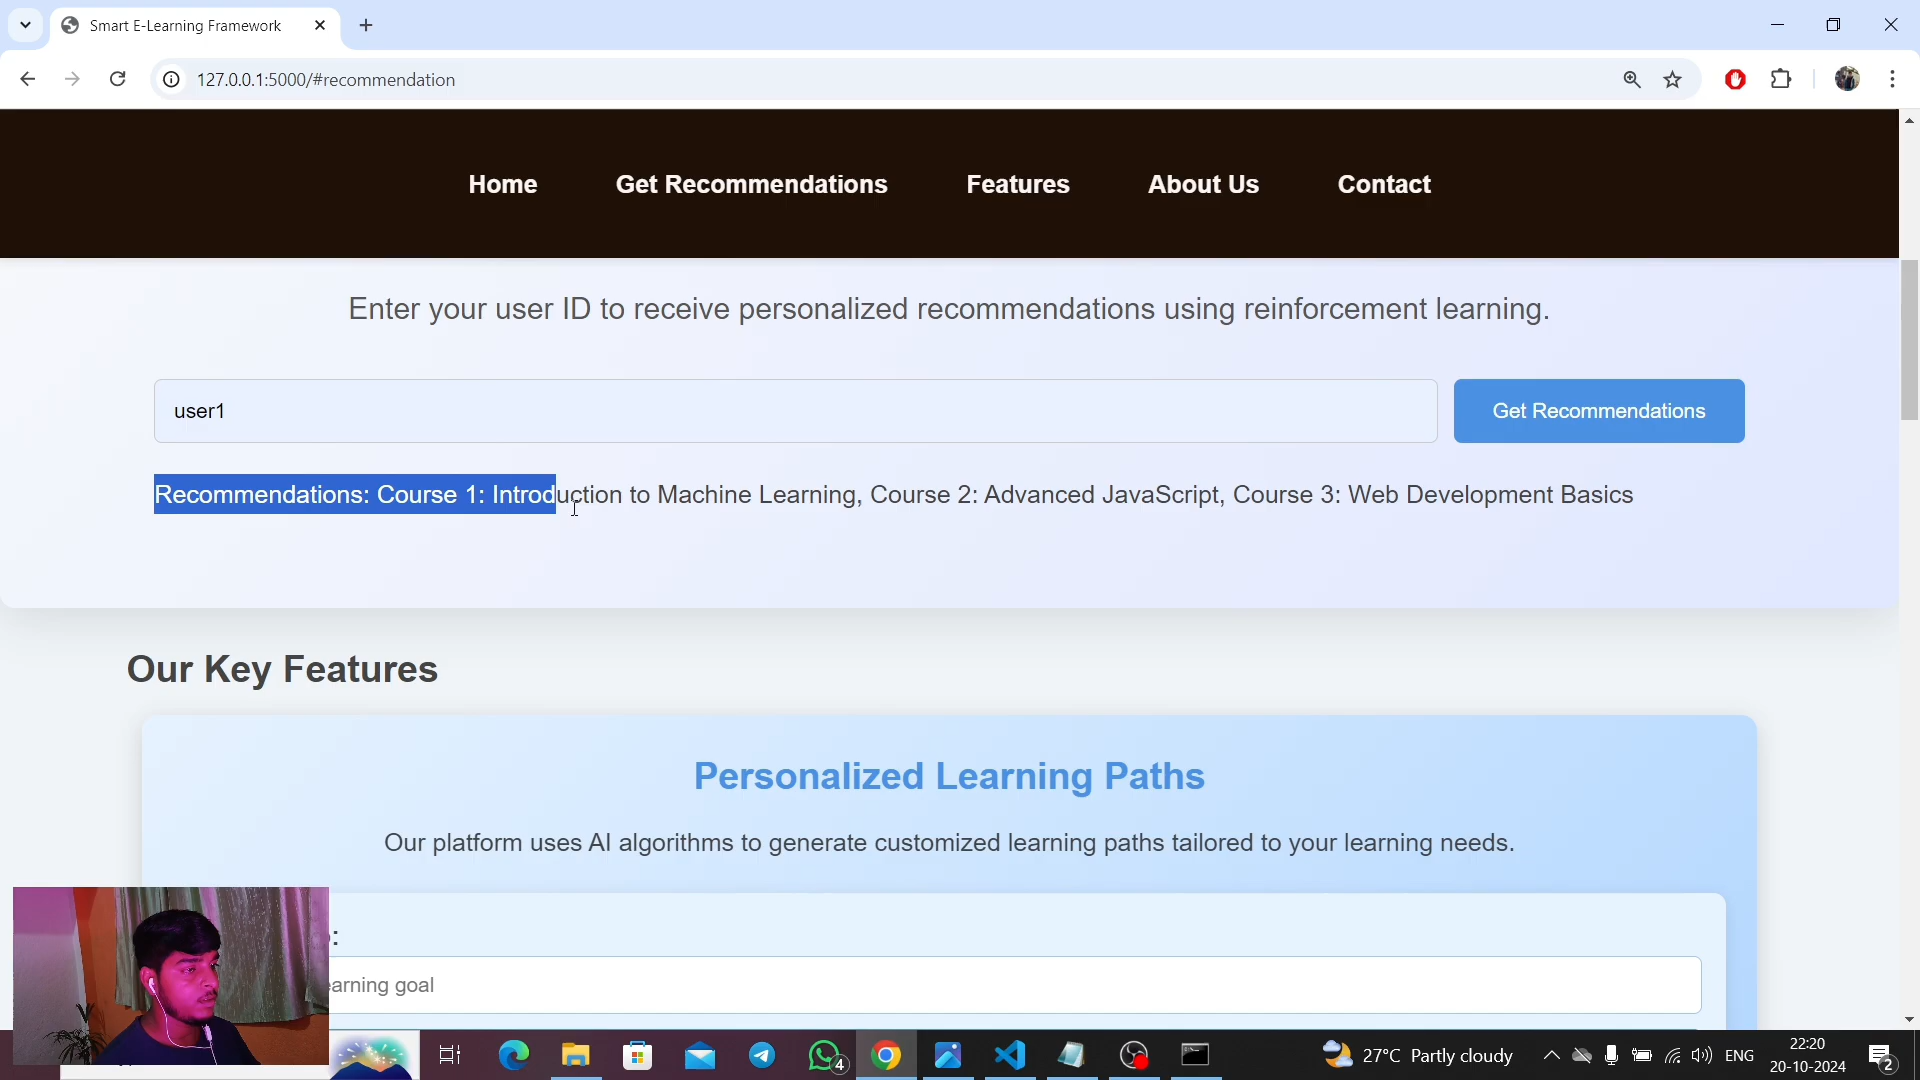 Smart E-Learning Framework
127.0.0.1:5000/#recommendation
Home
Get Recommendations
Features
About Us
Contact
Enter your user ID to receive personalized recommendations using reinforcement learning.
user1
Get Recommendations
Recommendations: Course 1: Introduction to Machine Learning, Course 2: Advanced JavaScript, Course 3: Web Development Basics
Our Key Features
Personalized Learning Paths
Our platform uses AI algorithms to generate customized learning paths tailored to your learning needs.
:
earning goal
4
27°C Partly cloudy
ENG
22:20
20-10-2024
2